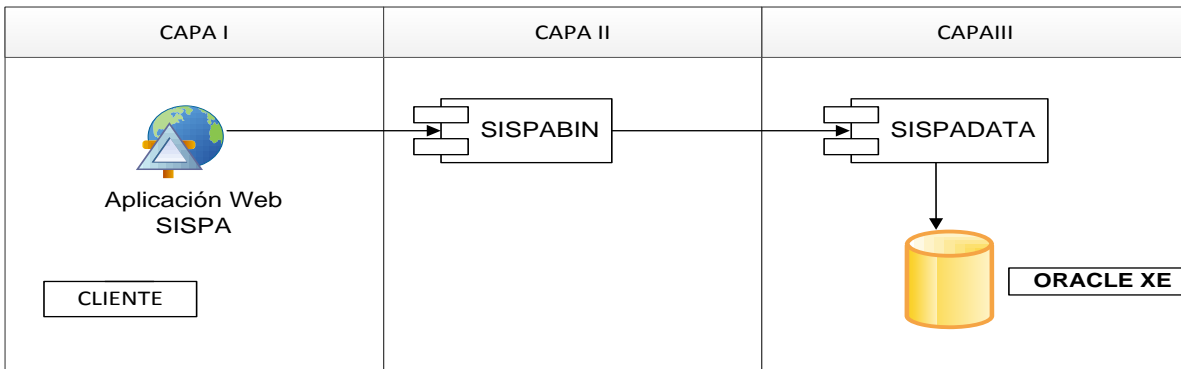 CAPA I
CAPA II
CAPAIII
SISPABIN
SISPADATA
Aplicación Web
SISPA
CLIENTE
ORACLE XE